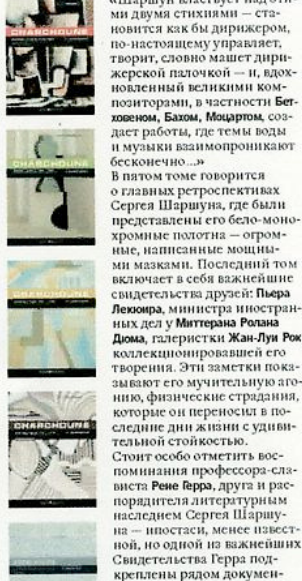 «Шаршун властвует над эти-
ми двумя стихиями — ста-
новится как бы дирижером,
по-настоящему управляет,
творит, словно машет дири-
жерской палочкой — и, вдох-
новленный великими ком-
позиторами, в частности Бет-
ховеном, Бахом, Моцартом, соз-
дает работы, где темы воды
и музыки взаимопроникают
бесконечно...»
В пятом томе говорится
о главных ретроспективах
Сергея Шаршуна, где были
представлены его бело-моно-
хромные полотна — огром-
ные, написанные мощны-
ми мазками. Последний том
включает в себя важнейшие
свидетельства друзей: Пьера
Лекюира, министра иностран-
ных дел у Миттерана Ролана
Дюма, галеристки Жан-Луи Рок
коллекционировавшей его
творения. Эти заметки пока-
зывают его мучительную аго-
нию, физические страдания,
которые он переносил в по-
следние дни жизни с удиви-
тельной стойкостью.
Стоит особо отметить вос-
поминания профессора-сла-
виста Рене Герра, друга и рас-
порядителя литературным
наследием Сергея Шаршу-
на — ипостаси, менее извест-
ной, но одной из важнейших
Свидетельства Герра под-
креплены рядом докумен-
CHARCHOUNE
CHARCHOUNE
CHARCHOUNE
CHARCHOUNE